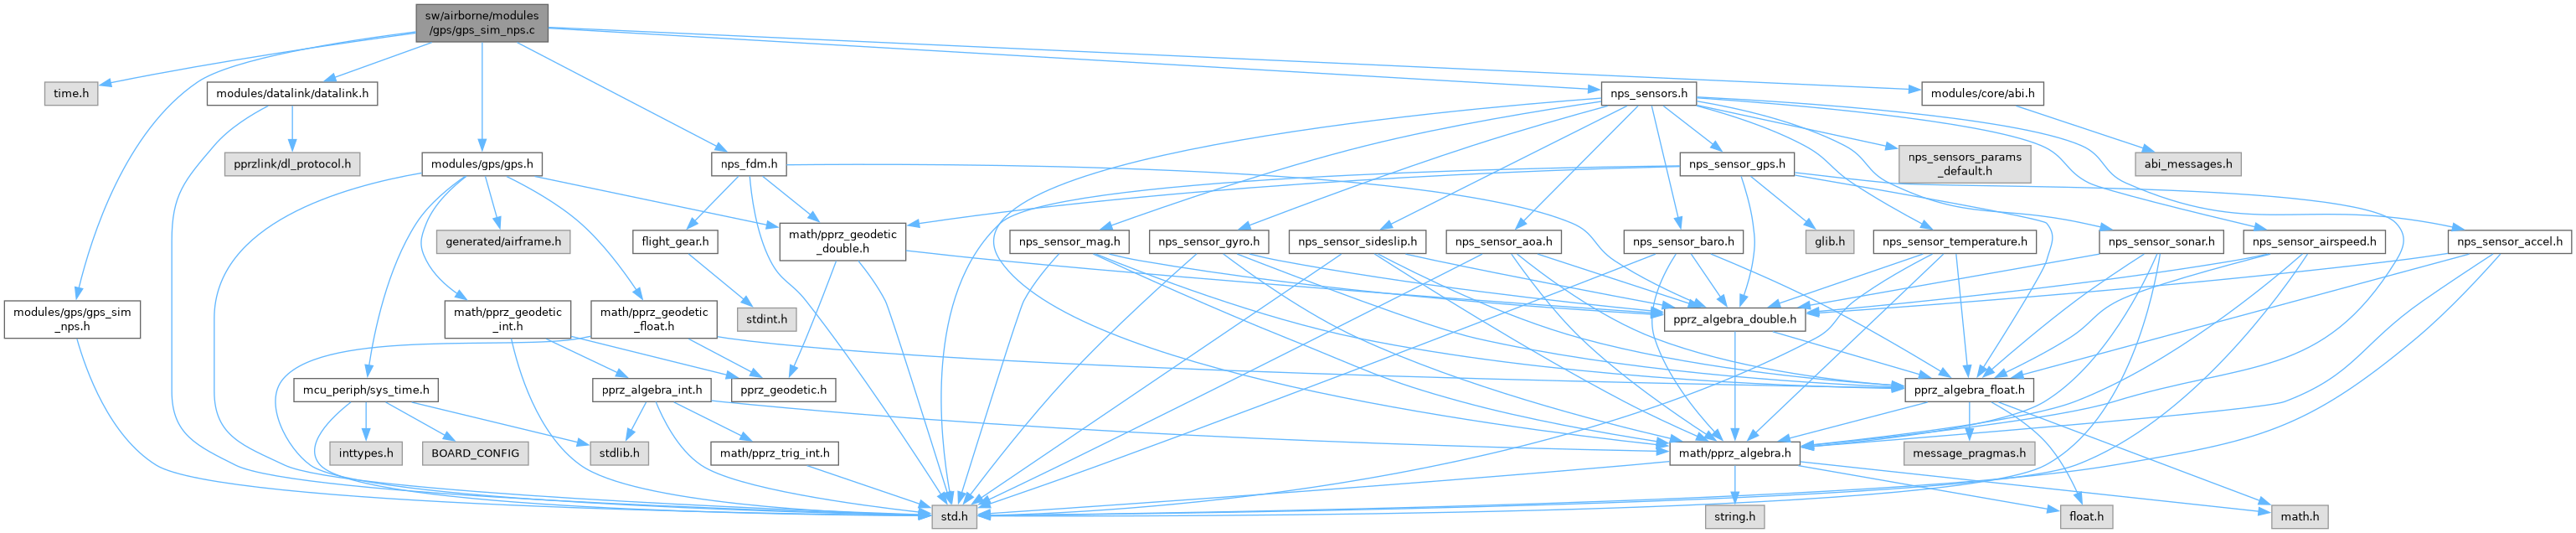 sw/airborne/modules
/gps/gps_sim_nps.c
time.h
modules/datalink/datalink.h
nps_sensors.h
modules/core/abi.h
pprzlink/dl_protocol.h
modules/gps/gps.h
nps_fdm.h
nps_sensor_gps.h
nps_sensors_params
_default.h
abi_messages.h
generated/airframe.h
flight_gear.h
math/pprz_geodetic
_double.h
nps_sensor_mag.h
nps_sensor_gyro.h
nps_sensor_sideslip.h
nps_sensor_aoa.h
nps_sensor_baro.h
glib.h
nps_sensor_temperature.h
nps_sensor_sonar.h
nps_sensor_airspeed.h
nps_sensor_accel.h
modules/gps/gps_sim
_nps.h
math/pprz_geodetic
_int.h
math/pprz_geodetic
_float.h
stdint.h
pprz_algebra_double.h
mcu_periph/sys_time.h
pprz_algebra_int.h
pprz_geodetic.h
pprz_algebra_float.h
inttypes.h
BOARD_CONFIG
stdlib.h
math/pprz_trig_int.h
math/pprz_algebra.h
message_pragmas.h
std.h
string.h
float.h
math.h